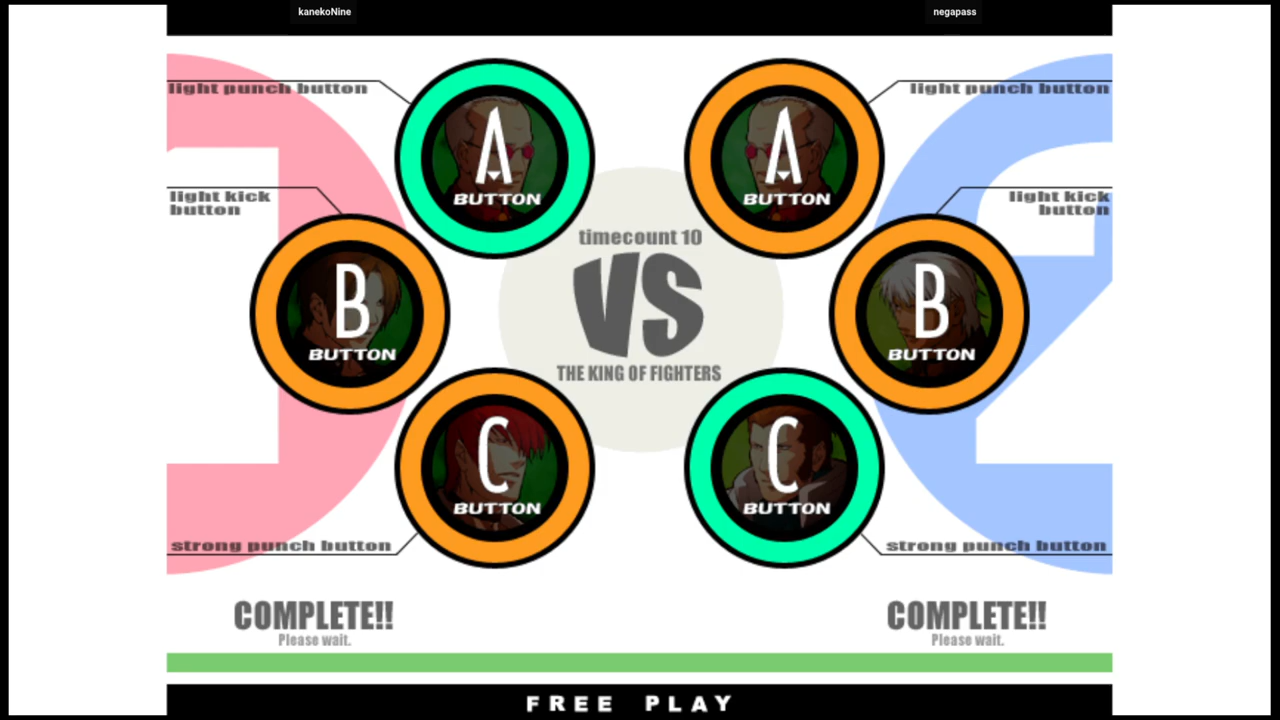 kanekoNine
negapass
light punch button
light punch button
A
BUTTON
A
BUTTON
light kick
button
light kick
button
timecount 10
VS
THE KING OF FIGHTERS
B
BUTTON
B
BUTTON
C
BUTTON
C
BUTTON
strong punch button
strong punch button
COMPLETE!!
Please wait.
COMPLETE!!
Please wait.
FREE PLAY